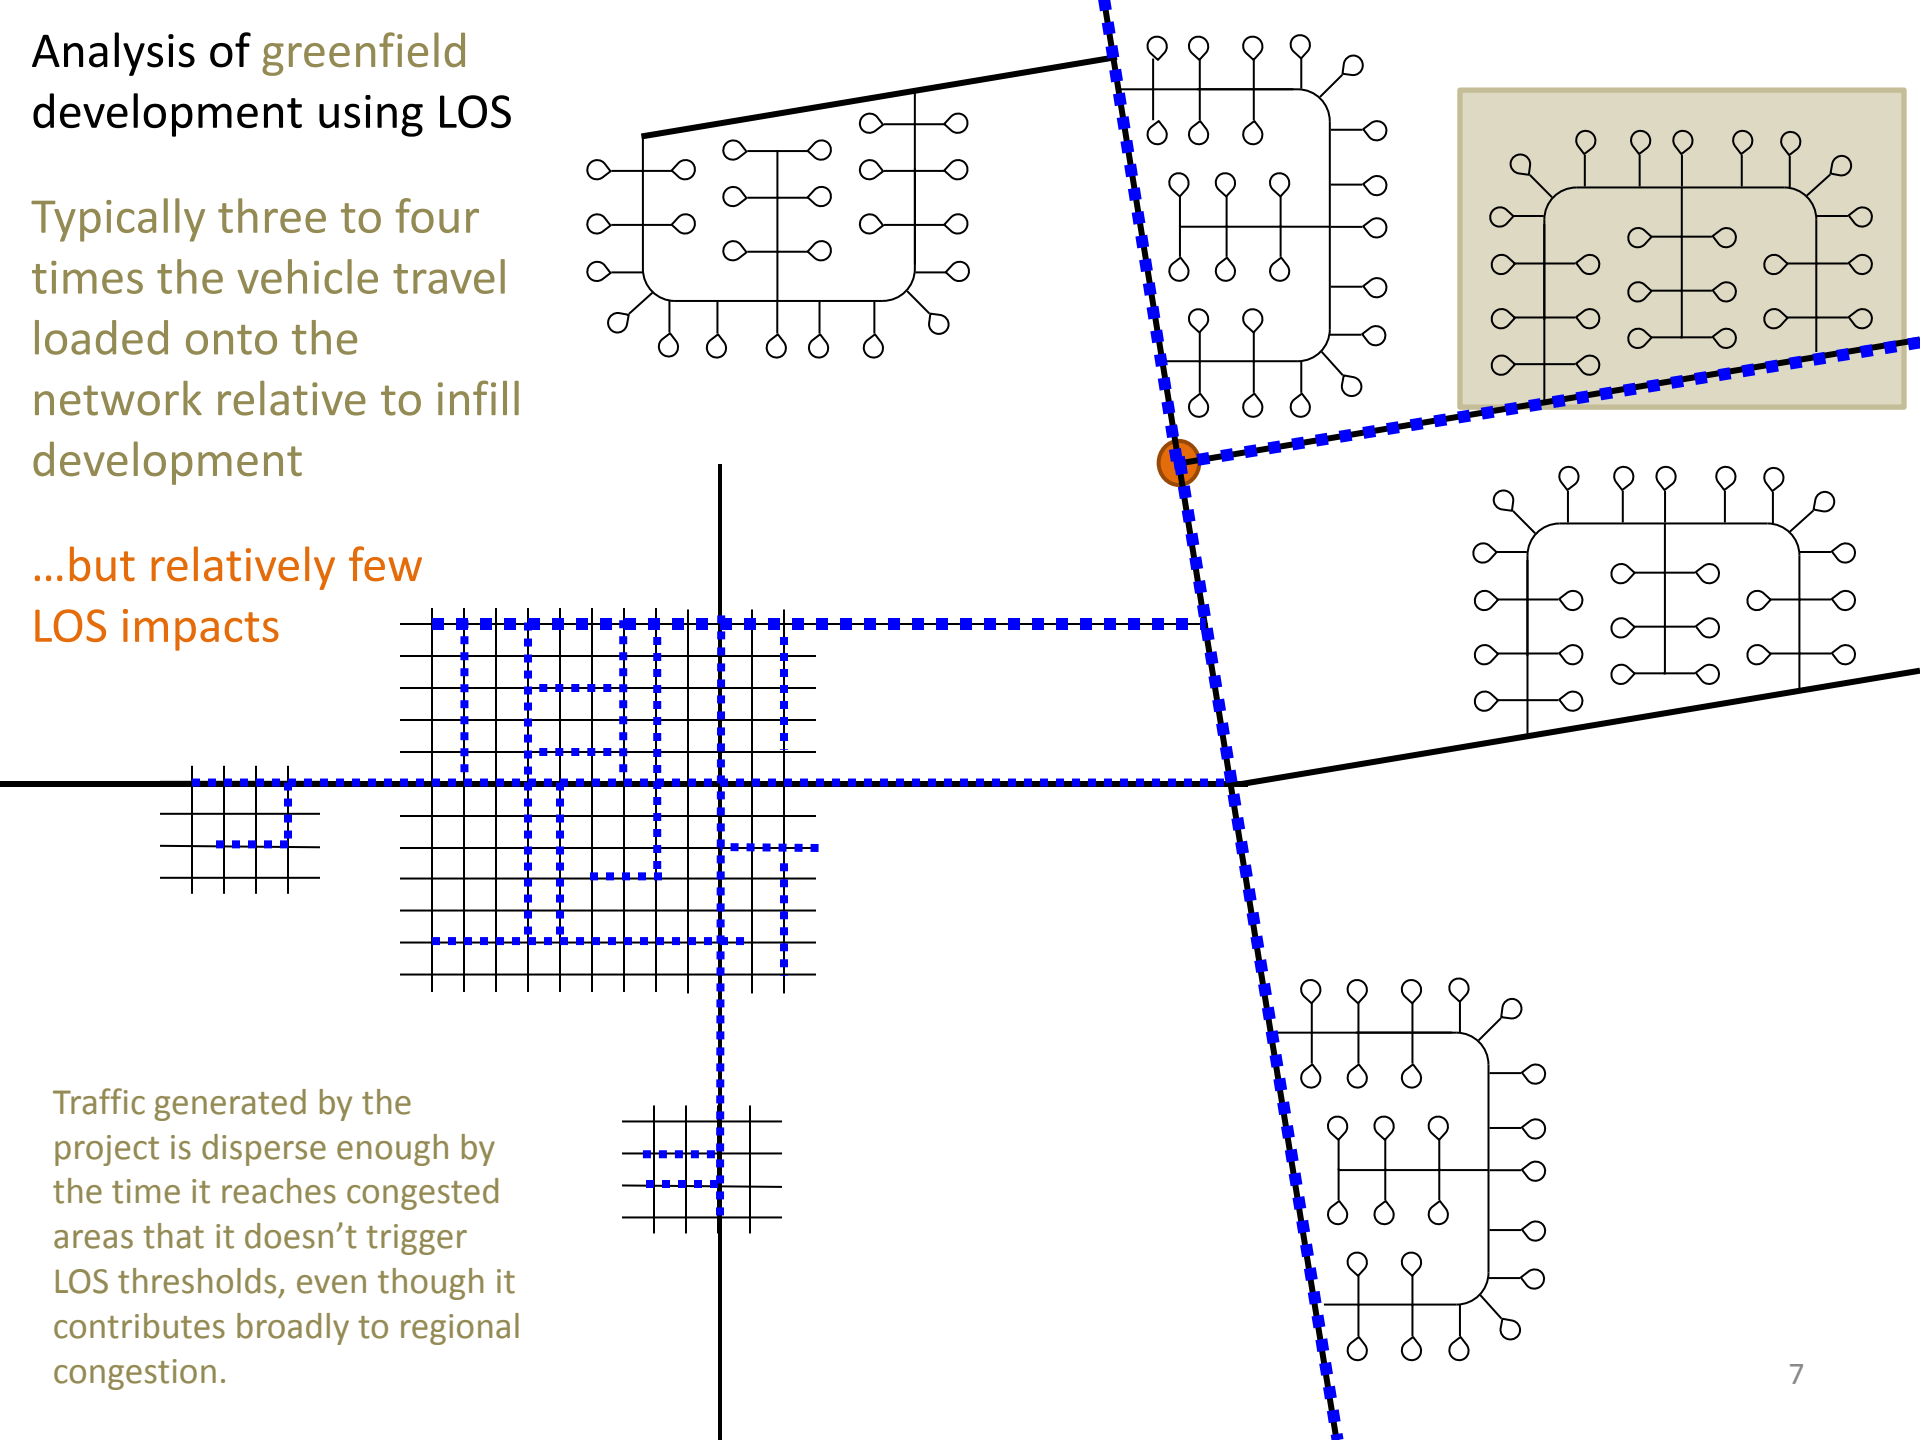 Analysis of greenfield
development using LOS
Typically three to four
times the vehicle travel
loaded onto the
network relative to infill
development
…but relatively few
LOS impacts
Traffic generated by the
project is disperse enough by
the time it reaches congested
areas that it doesn’t trigger
LOS thresholds, even though it
contributes broadly to regional
congestion.
7